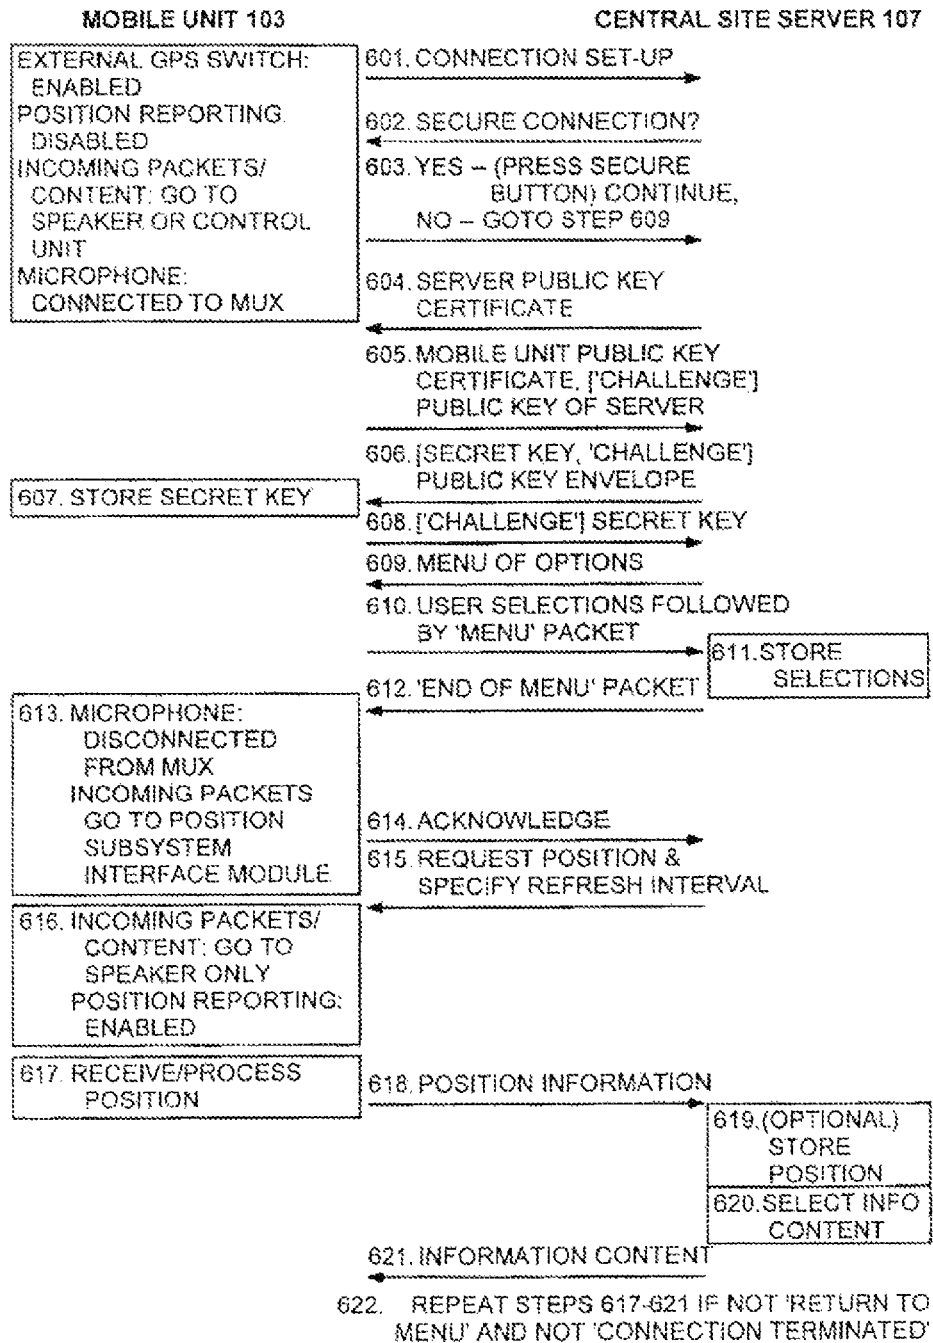 MOBILE UNIT 103
CENTRAL SITE SERVER 107
EXTERNAL GPS SWITCH:
ENABLED
POSITION REPORTING
DISABLED
INCOMING PACKETS/
CONTENT: GO TO
SPEAKER OR CONTROL
UNIT
MICROPHONE:
CONNECTED TO MUX
601. CONNECTION SET-UP
602. SECURE CONNECTION?
603. YES – (PRESS SECURE
BUTTON) CONTINUE,
NO – GOTO STEP 609
604. SERVER PUBLIC KEY
CERTIFICATE
605. MOBILE UNIT PUBLIC KEY
CERTIFICATE, ['CHALLENGE']
PUBLIC KEY OF SERVER
606. [SECRET KEY, 'CHALLENGE']
PUBLIC KEY ENVELOPE
607. STORE SECRET KEY
608. ['CHALLENGE'] SECRET KEY
609. MENU OF OPTIONS
610. USER SELECTIONS FOLLOWED
BY 'MENU' PACKET
611. STORE
SELECTIONS
612. 'END OF MENU' PACKET
613. MICROPHONE:
DISCONNECTED
FROM MUX
INCOMING PACKETS
GO TO POSITION
SUBSYSTEM
INTERFACE MODULE
614. ACKNOWLEDGE
615. REQUEST POSITION &
SPECIFY REFRESH INTERVAL
616. INCOMING PACKETS/
CONTENT: GO TO
SPEAKER ONLY
POSITION REPORTING:
ENABLED
617. RECEIVE/PROCESS
POSITION
618. POSITION INFORMATION
619. (OPTIONAL)
STORE
POSITION
620. SELECT INFO
CONTENT
621. INFORMATION CONTENT
622. REPEAT STEPS 617-621 IF NOT 'RETURN TO
MENU' AND NOT 'CONNECTION TERMINATED'